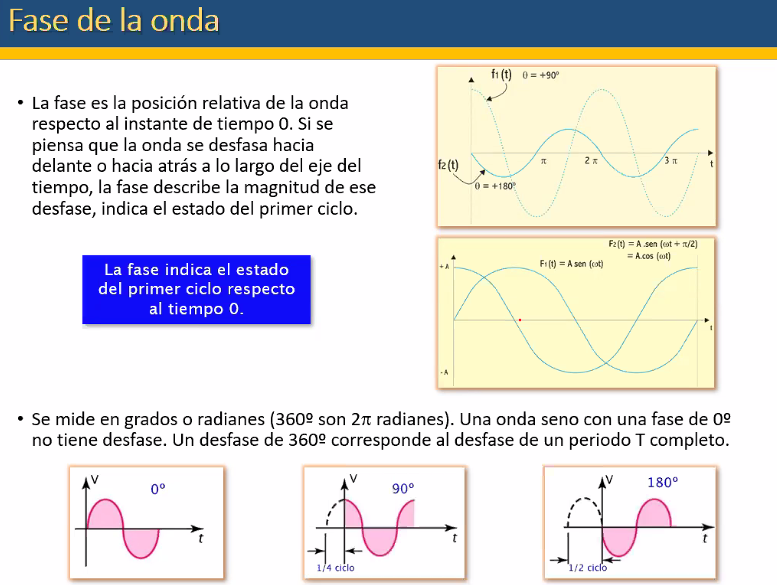 Fase de la onda
• La fase es la posición relativa de la onda
respecto al instante de tiempo 0. Si se
piensa que la onda se desfasa hacia
delante o hacia atrás a lo largo del eje del
tiempo, la fase describe la magnitud de ese
desfase, indica el estado del primer ciclo.
La fase indica el estado
del primer ciclo respecto
al tiempo 0.
f1 (t) θ = +90º
f2 (t)
θ = +180º
π 2 π 3 π t
F2(t) = A .sen (ωt + π/2)
= A.cos (ωt)
F1(t) = A sen (ωt)
+ A
t
- A
• Se mide en grados o radianes (360º son 2π radianes). Una onda seno con una fase de 0º
no tiene desfase. Un desfase de 360º corresponde al desfase de un periodo T completo.
V
0º
t
V
90º
t
1/4 ciclo
V
180º
t
1/2 ciclo